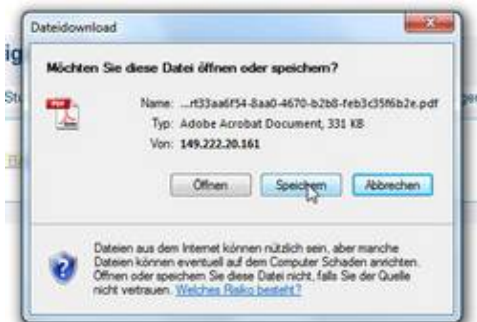 Dateidownload
ig
Möchten Sie diese Datei öffnen oder speichern?
Name: ...rt33aa6f54-8aa0-4670-b2b8-feb3c35f6b2e.pdf
Typ: Adobe Acrobat Document, 331 KB
Von: 149.222.20.161
Öffnen Speichern Abbrechen
Dateien aus dem Internet können nützlich sein, aber manche
Dateien können eventuell auf dem Computer Schaden anrichten.
Öffnen oder speichern Sie diese Datei nicht, falls Sie der Quelle
nicht vertrauen. Welches Risiko besteht?